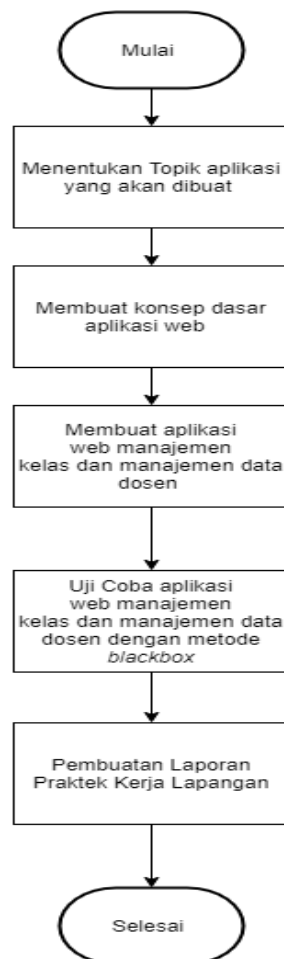 Mulai
Menentukan Topik aplikasi
yang akan dibuat
Membuat konsep dasar
aplikasi web
Membuat aplikasi
web manajemen
kelas dan manajemen data
dosen
Uji Coba aplikasi
web manajemen
kelas dan manajemen data
dosen dengan metode
blackbox
Pembuatan Laporan
Praktek Kerja Lapangan
Selesai